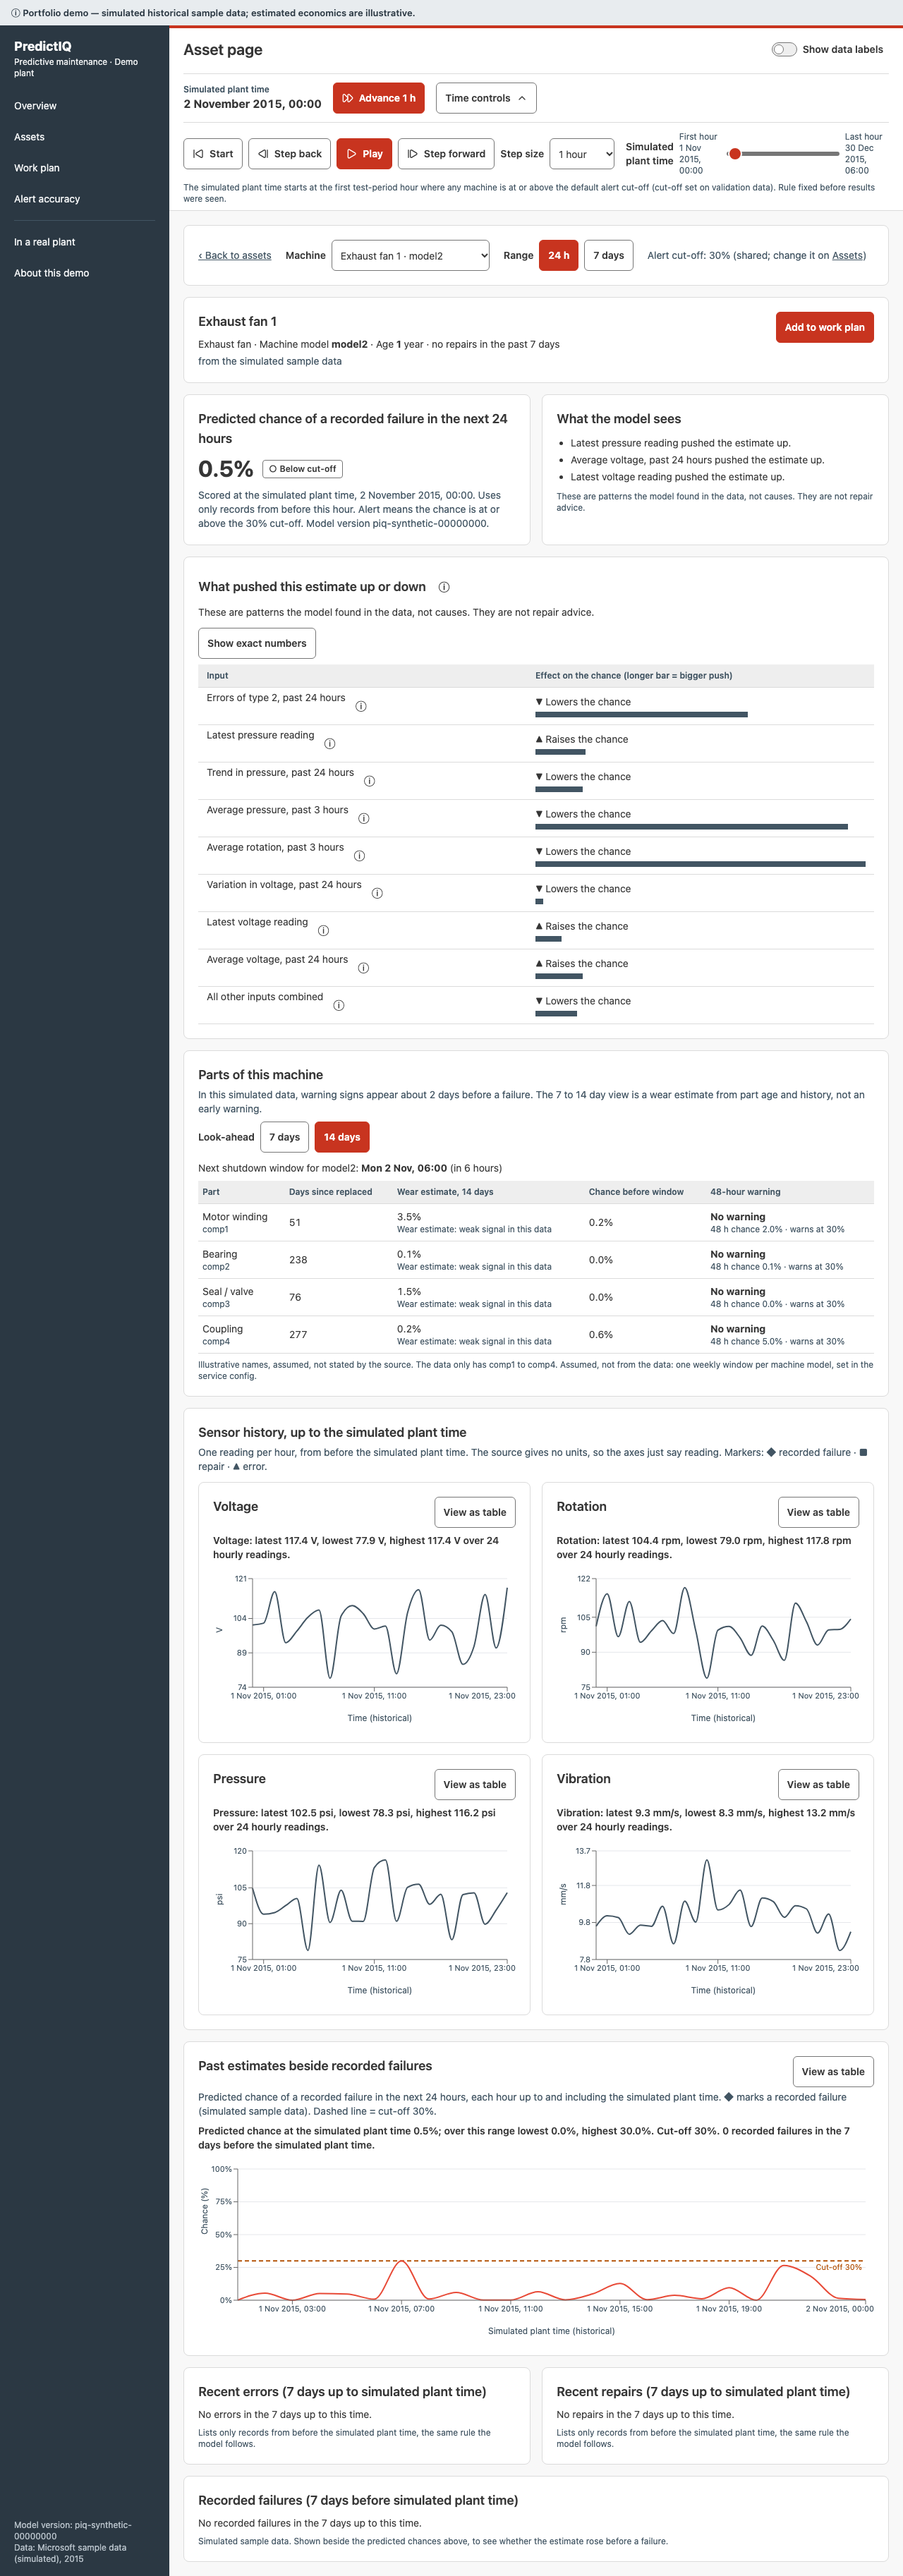 ⓘ Portfolio demo — simulated historical sample data; estimated economics are illustrative.
PredictIQ
Predictive maintenance · Demo
plant
Overview
Assets
Work plan
Alert accuracy
In a real plant
About this demo
Model version: piq-synthetic-
00000000
Data: Microsoft sample data
(simulated), 2015
Asset page
Show data labels
Simulated plant time
2 November 2015, 00:00
Advance 1 h
Time controls
Start
Step back
Play
Step forward
Step size
1 hour
Simulated
plant time
First hour
1 Nov
2015,
00:00
Last hour
30 Dec
2015,
06:00
The simulated plant time starts at the first test-period hour where any machine is at or above the default alert cut-off (cut-off set on validation data). Rule fixed before results
were seen.
‹ Back to assets
Machine
Exhaust fan 1 · model2
Range
24 h
7 days
Alert cut-off: 30% (shared; change it on Assets)
Exhaust fan 1
Exhaust fan · Machine model model2 · Age 1 year · no repairs in the past 7 days
from the simulated sample data
Add to work plan
Predicted chance of a recorded failure in the next 24
hours
0.5%
Below cut-off
Scored at the simulated plant time, 2 November 2015, 00:00. Uses
only records from before this hour. Alert means the chance is at or
above the 30% cut-off. Model version piq-synthetic-00000000.
What the model sees
• Latest pressure reading pushed the estimate up.
• Average voltage, past 24 hours pushed the estimate up.
• Latest voltage reading pushed the estimate up.
These are patterns the model found in the data, not causes. They are not repair
advice.
What pushed this estimate up or down ⓘ
These are patterns the model found in the data, not causes. They are not repair advice.
Show exact numbers
Input
Effect on the chance (longer bar = bigger push)
Errors of type 2, past 24 hours ⓘ
▼ Lowers the chance
Latest pressure reading ⓘ
▲ Raises the chance
Trend in pressure, past 24 hours ⓘ
▼ Lowers the chance
Average pressure, past 3 hours ⓘ
▼ Lowers the chance
Average rotation, past 3 hours ⓘ
▼ Lowers the chance
Variation in voltage, past 24 hours ⓘ
▼ Lowers the chance
Latest voltage reading ⓘ
▲ Raises the chance
Average voltage, past 24 hours ⓘ
▲ Raises the chance
All other inputs combined ⓘ
▼ Lowers the chance
Parts of this machine
In this simulated data, warning signs appear about 2 days before a failure. The 7 to 14 day view is a wear estimate from part age and history, not an
early warning.
Look-ahead
7 days
14 days
Next shutdown window for model2: Mon 2 Nov, 06:00 (in 6 hours)
Part
Days since replaced
Wear estimate, 14 days
Chance before window
48-hour warning
Motor winding
comp1
51
3.5%
Wear estimate: weak signal in this data
0.2%
No warning
48 h chance 2.0% · warns at 30%
Bearing
comp2
238
0.1%
Wear estimate: weak signal in this data
0.0%
No warning
48 h chance 0.1% · warns at 30%
Seal / valve
comp3
76
1.5%
Wear estimate: weak signal in this data
0.0%
No warning
48 h chance 0.0% · warns at 30%
Coupling
comp4
277
0.2%
Wear estimate: weak signal in this data
0.6%
No warning
48 h chance 5.0% · warns at 30%
Illustrative names, assumed, not stated by the source. The data only has comp1 to comp4. Assumed, not from the data: one weekly window per machine model, set in the
service config.
Sensor history, up to the simulated plant time
One reading per hour, from before the simulated plant time. The source gives no units, so the axes just say reading. Markers: ◆ recorded failure · ■
repair · ▲ error.
Voltage
View as table
Voltage: latest 117.4 V, lowest 77.9 V, highest 117.4 V over 24
hourly readings.
121
104
89
74
V
1 Nov 2015, 01:00
1 Nov 2015, 11:00
1 Nov 2015, 23:00
Time (historical)
Rotation
View as table
Rotation: latest 104.4 rpm, lowest 79.0 rpm, highest 117.8 rpm
over 24 hourly readings.
122
105
90
75
rpm
1 Nov 2015, 01:00
1 Nov 2015, 11:00
1 Nov 2015, 23:00
Time (historical)
Pressure
View as table
Pressure: latest 102.5 psi, lowest 78.3 psi, highest 116.2 psi
over 24 hourly readings.
120
105
90
75
psi
1 Nov 2015, 01:00
1 Nov 2015, 11:00
1 Nov 2015, 23:00
Time (historical)
Vibration
View as table
Vibration: latest 9.3 mm/s, lowest 8.3 mm/s, highest 13.2 mm/s
over 24 hourly readings.
13.7
11.8
9.8
7.8
mm/s
1 Nov 2015, 01:00
1 Nov 2015, 11:00
1 Nov 2015, 23:00
Time (historical)
Past estimates beside recorded failures
View as table
Predicted chance of a recorded failure in the next 24 hours, each hour up to and including the simulated plant time. ◆ marks a recorded failure
(simulated sample data). Dashed line = cut-off 30%.
Predicted chance at the simulated plant time 0.5%; over this range lowest 0.0%, highest 30.0%. Cut-off 30%. 0 recorded failures in the 7
days before the simulated plant time.
100%
75%
50%
25%
0%
Chance (%)
Cut-off 30%
1 Nov 2015, 03:00
1 Nov 2015, 07:00
1 Nov 2015, 11:00
1 Nov 2015, 15:00
1 Nov 2015, 19:00
2 Nov 2015, 00:00
Simulated plant time (historical)
Recent errors (7 days up to simulated plant time)
No errors in the 7 days up to this time.
Lists only records from before the simulated plant time, the same rule the
model follows.
Recent repairs (7 days up to simulated plant time)
No repairs in the 7 days up to this time.
Lists only records from before the simulated plant time, the same rule the
model follows.
Recorded failures (7 days before simulated plant time)
No recorded failures in the 7 days up to this time.
Simulated sample data. Shown beside the predicted chances above, to see whether the estimate rose before a failure.